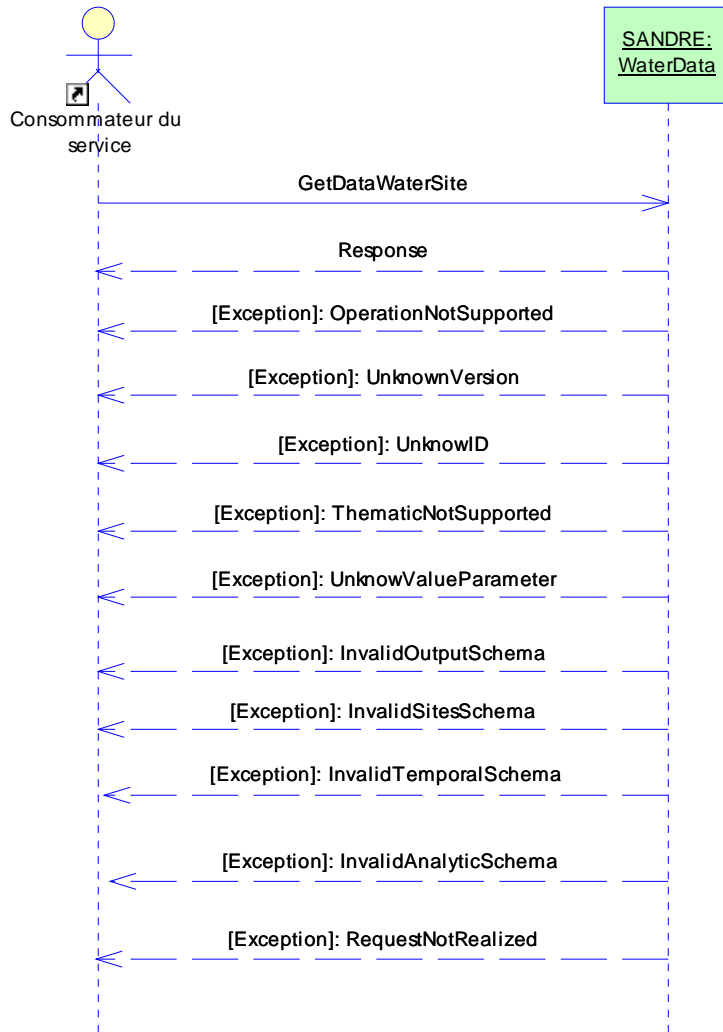 SANDRE:
WaterData
Consommateur du
service
GetDataWaterSite
Response
[Exception]: OperationNotSupported
[Exception]: UnknownVersion
[Exception]: UnknowID
[Exception]: ThematicNotSupported
[Exception]: UnknowValueParameter
[Exception]: InvalidOutputSchema
[Exception]: InvalidSitesSchema
[Exception]: InvalidTemporalSchema
[Exception]: InvalidAnalyticSchema
[Exception]: RequestNotRealized